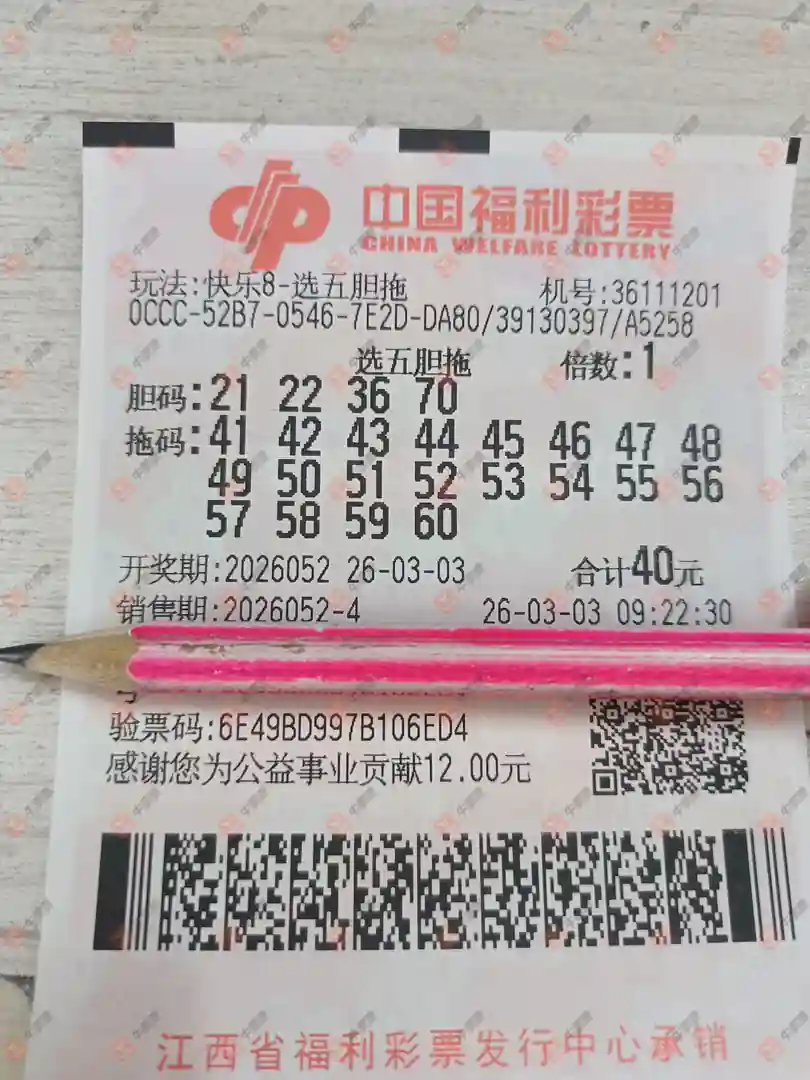 中国福利彩票
CHINA WELFARE LOTTERY
玩法:快乐8-选五胆拖 机号:36111201
0CCC-52B7-0546-7E2D-DA80/39130397/A5258
选五胆拖 倍数:1
胆码:21 22 36 70
拖码:41 42 43 44 45 46 47 48
49 50 51 52 53 54 55 56
57 58 59 60
开奖期:2026052 26-03-03 合计40元
销售期:2026052-4 26-03-03 09:22:30
验票码:6E49BD997B106ED4
感谢您为公益事业贡献12.00元
江西省福利彩票发行中心承销